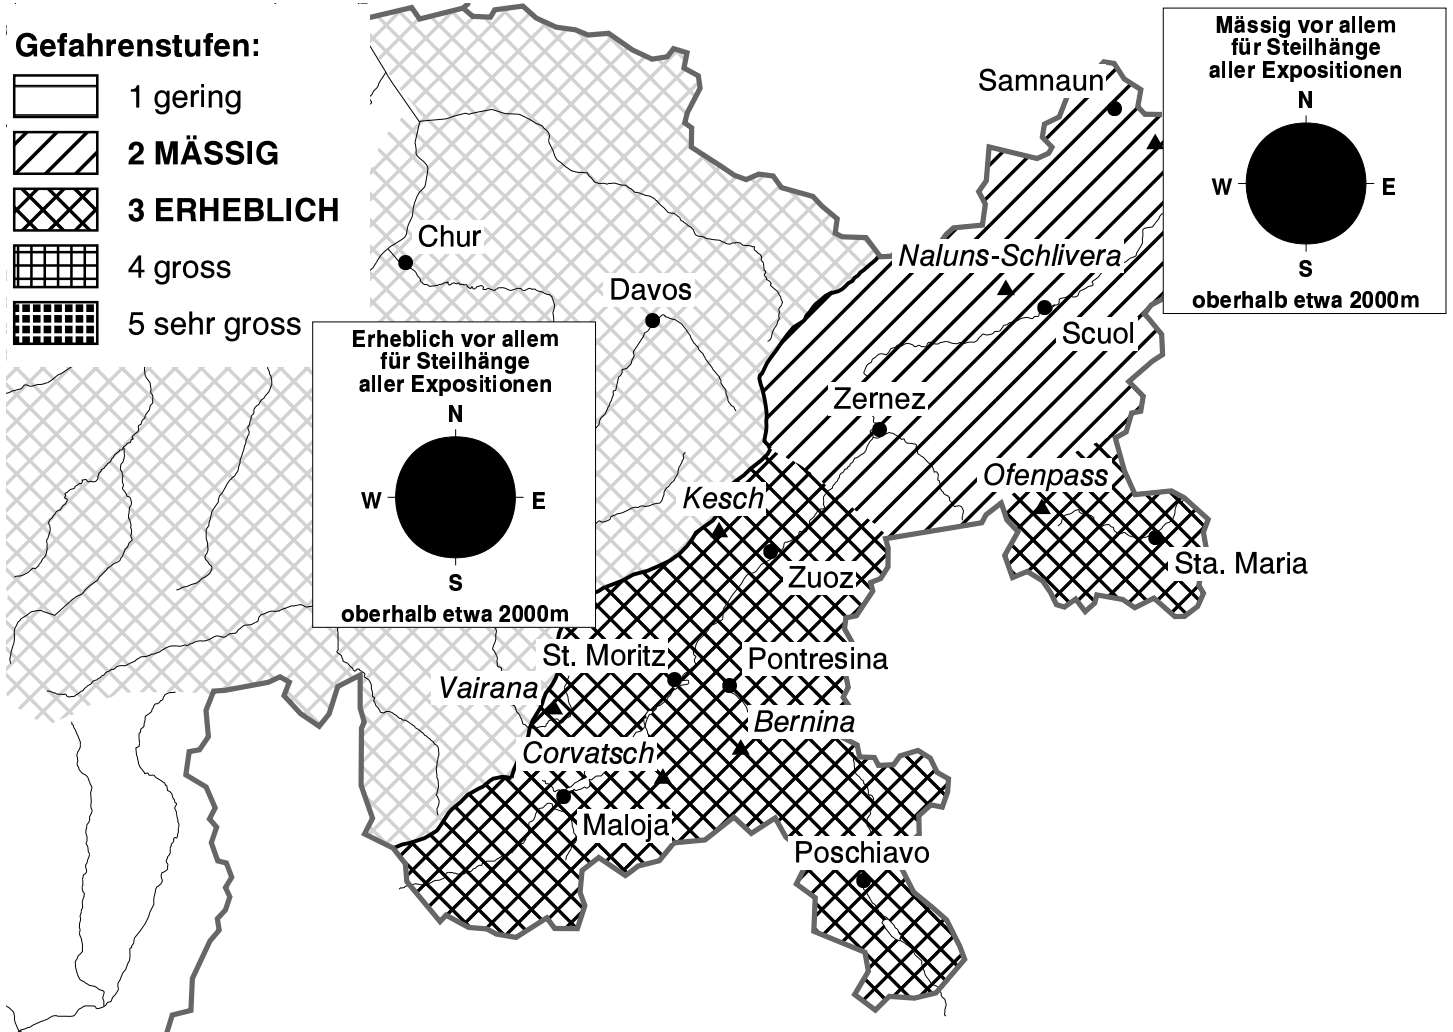 Gefahrenstufen:
1 gering
2 MÄSSIG
3 ERHEBLICH
4 gross
5 sehr gross
Mässig vor allem
für Steilhänge
aller Expositionen
N
W
E
S
oberhalb etwa 2000m
Samnaun
Chur
Naluns-Schlivera
Davos
Scuol
Erheblich vor allem
für Steilhänge
aller Expositionen
N
W
E
S
oberhalb etwa 2000m
Zernez
Ofenpass
Kesch
Sta. Maria
Zuoz
St. Moritz
Pontresina
Vairana
Bernina
Corvatsch
Maloja
Poschiavo